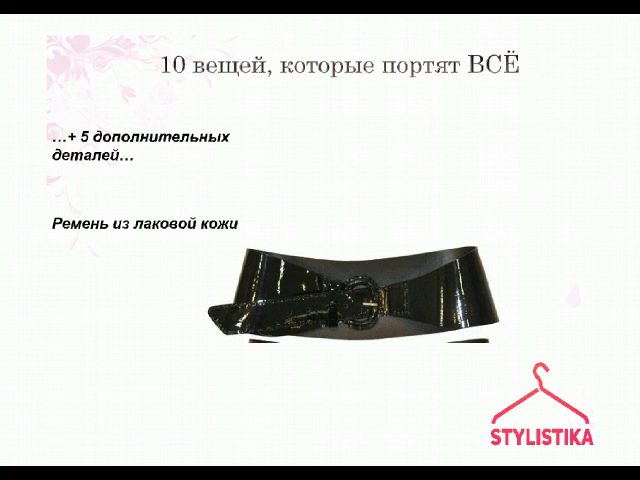 10 вещей, которые портят ВСЁ
…+ 5 дополнительных
деталей…
Ремень из лаковой кожи
STYLISTIKA